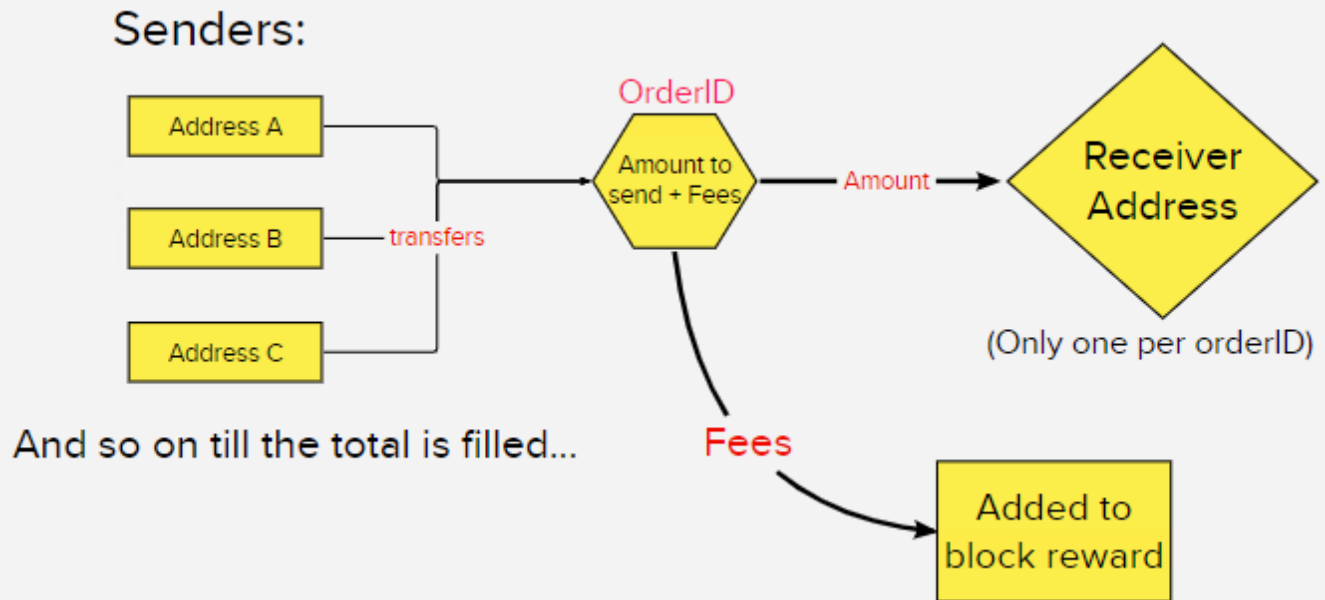 Senders:
Address A
Address B
Address C
transfers
OrderID
Amount to
send + Fees
Amount
Receiver
Address
(Only one per orderID)
And so on till the total is filled...
Fees
Added to
block reward